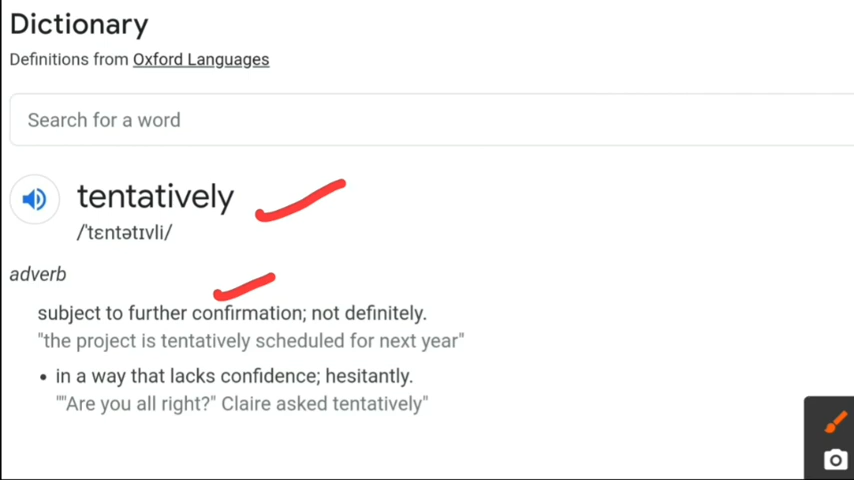 Dictionary
Definitions from Oxford Languages
Search for a word
tentatively
/ˈtɛntətɪvli/
adverb
subject to further confirmation; not definitely.
"the project is tentatively scheduled for next year"
• in a way that lacks confidence; hesitantly.
""Are you all right?" Claire asked tentatively"